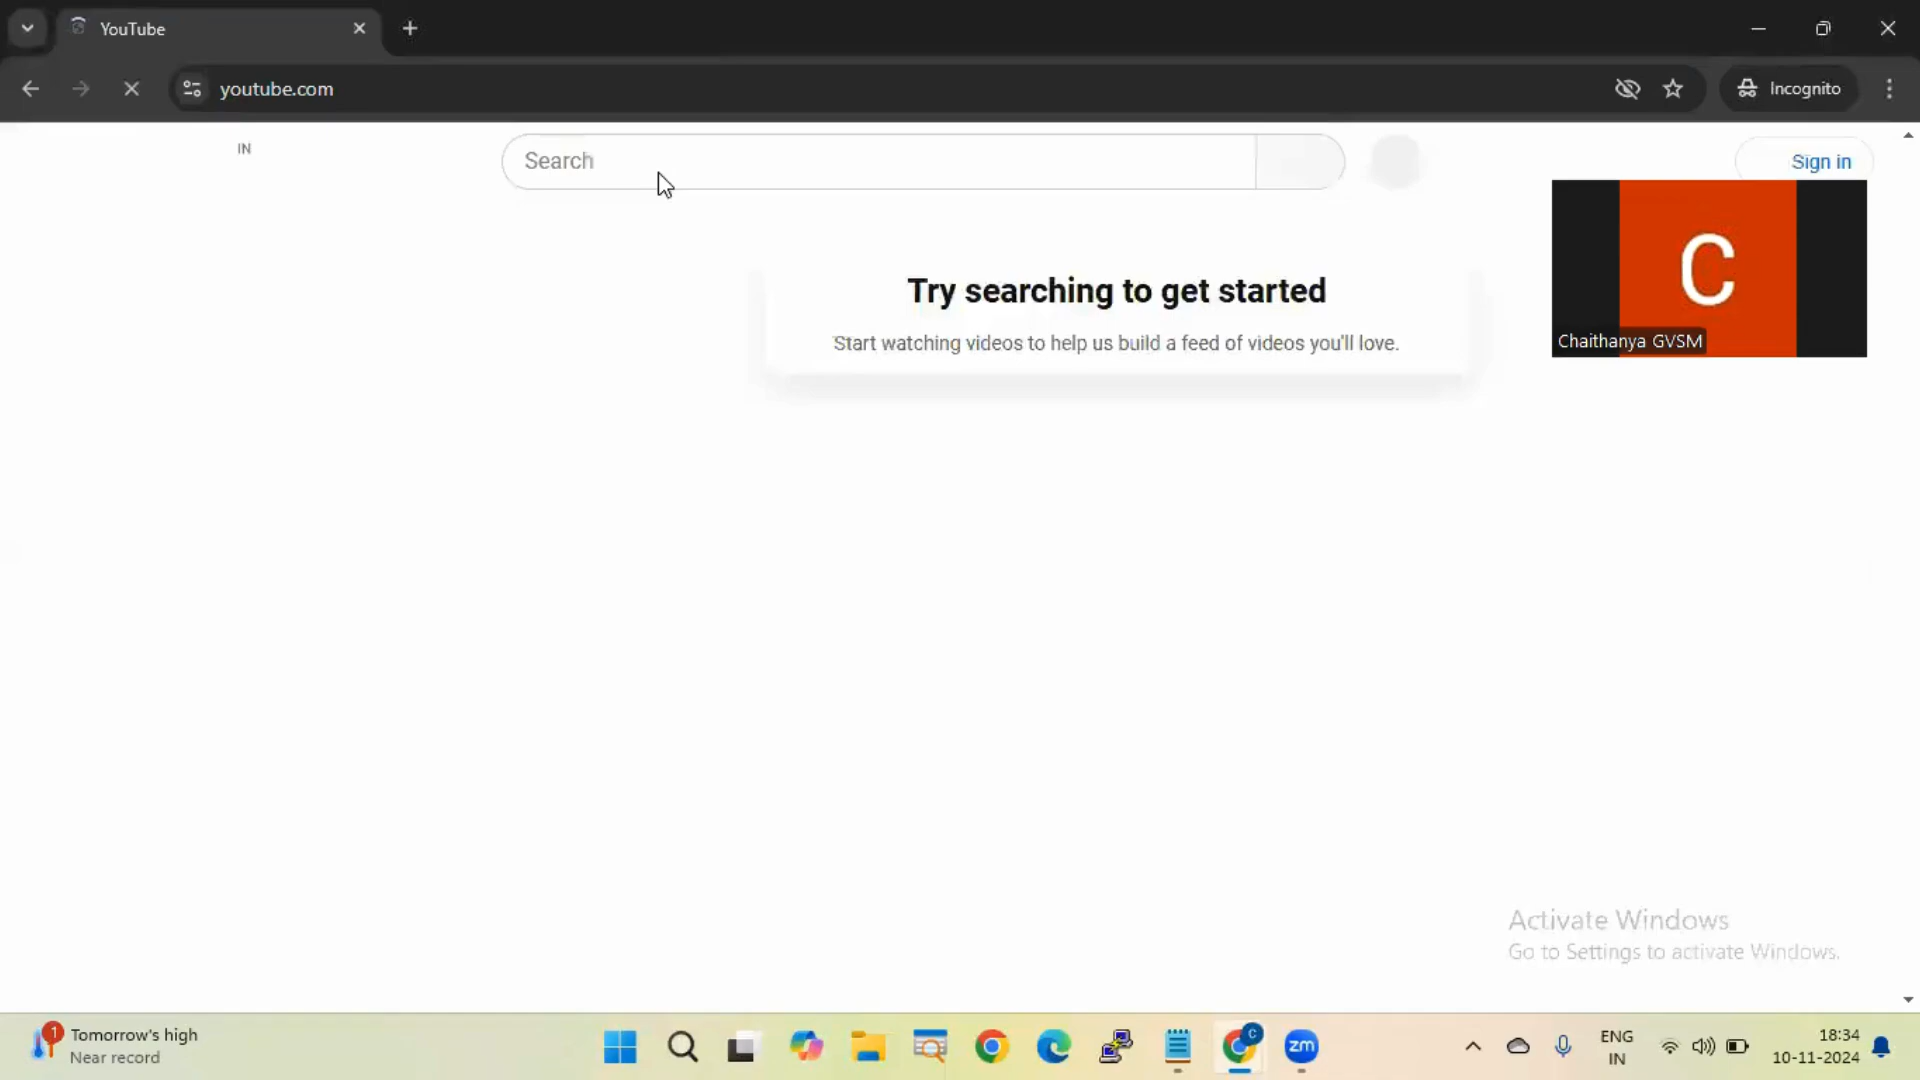 YouTube
youtube.com
Incognito
IN
Search
Sign in
Try searching to get started
Start watching videos to help us build a feed of videos you'll love.
C
Chaithanya GVSM
Activate Windows
Go to Settings to activate Windows.
1
Tomorrow's high
Near record
C
zm
ENG
IN
18:34
10-11-2024